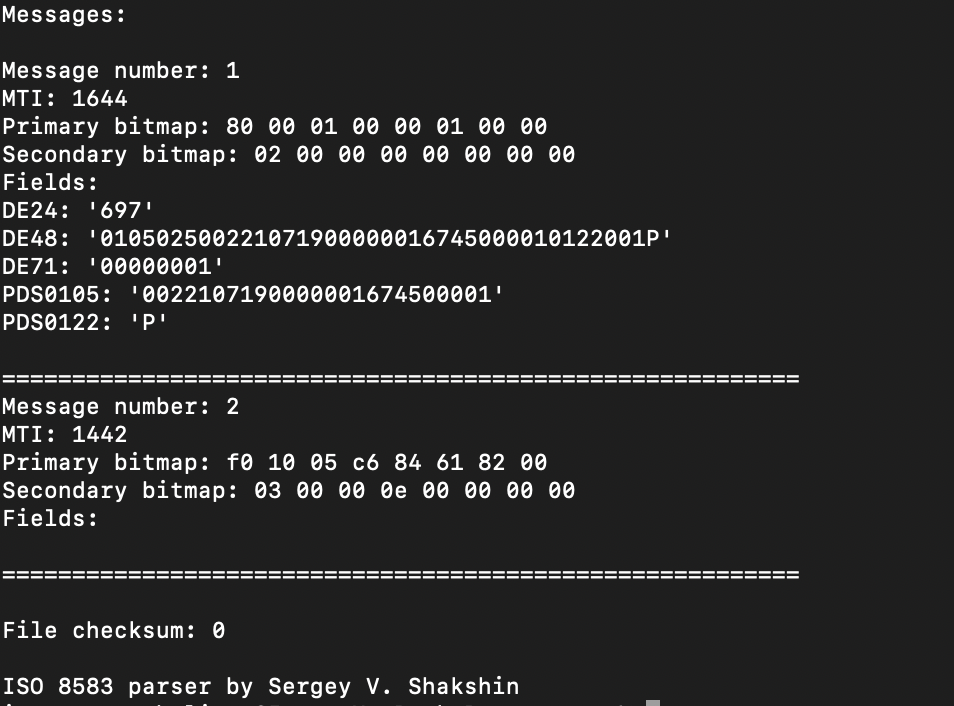 Messages:
Message number: 1
MTI: 1644
Primary bitmap: 80 00 01 00 00 01 00 00
Secondary bitmap: 02 00 00 00 00 00 00 00
Fields:
DE24: '697'
DE48: '010502500221071900000016745000010122001P'
DE71: '00000001'
PDS0105: '0022107190000001674500001'
PDS0122: 'P'
=========================================================
Message number: 2
MTI: 1442
Primary bitmap: f0 10 05 c6 84 61 82 00
Secondary bitmap: 03 00 00 0e 00 00 00 00
Fields:
=========================================================
File checksum: 0
ISO 8583 parser by Sergey V. Shakshin